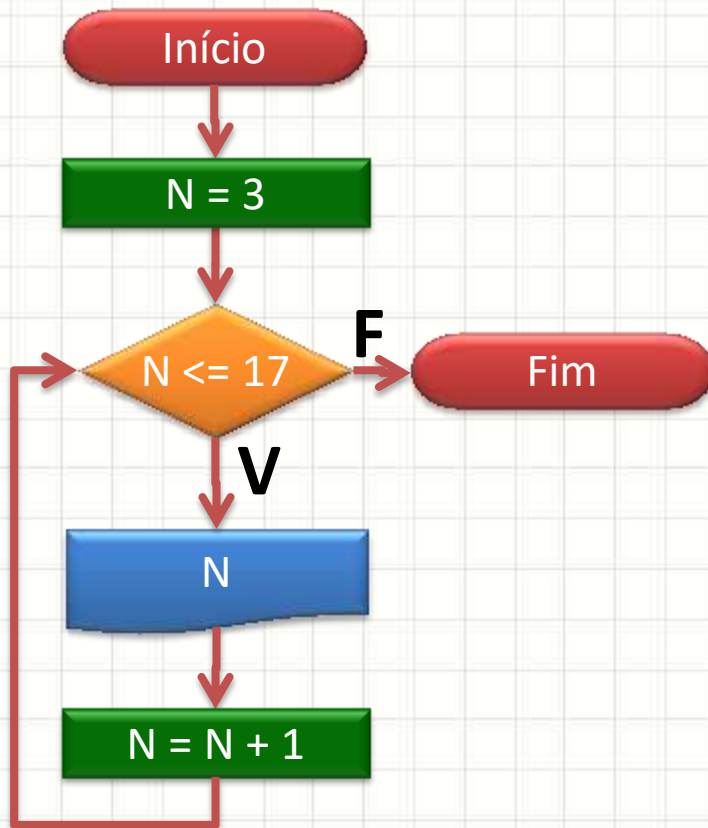 Início
N = 3
N <= 17
F
Fim
V
N
N = N + 1